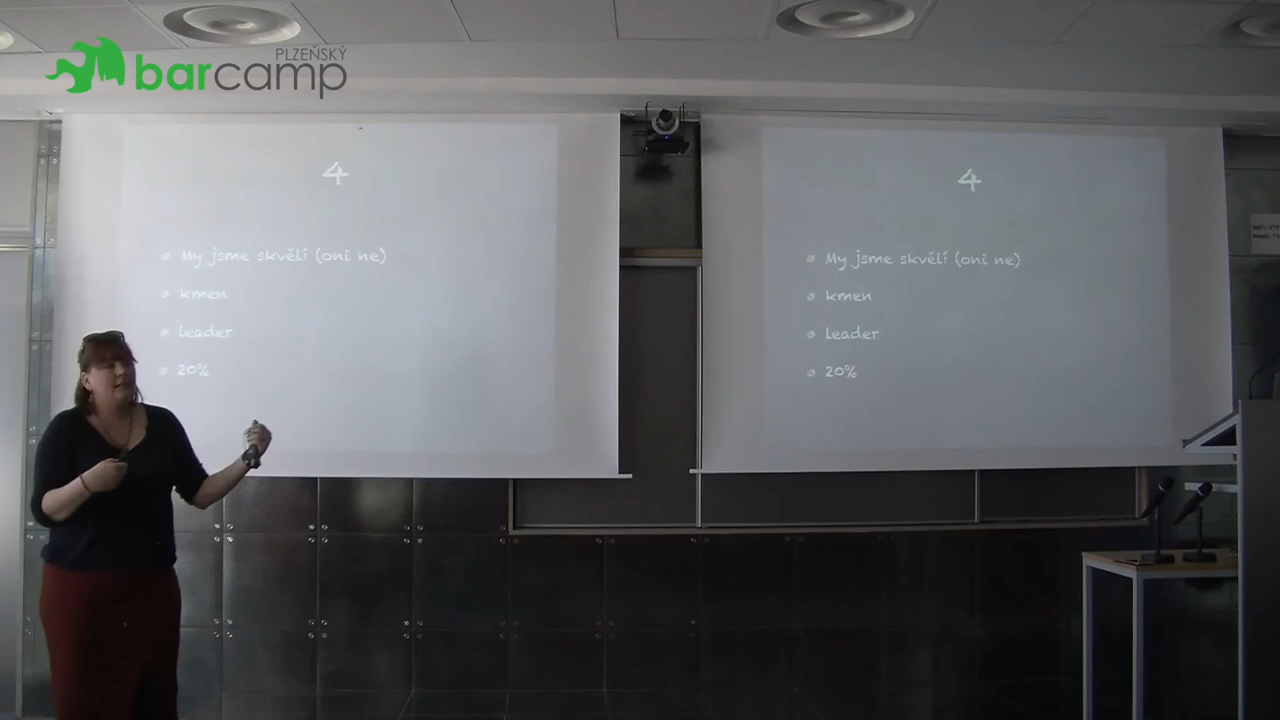 PLZEŇSKÝ
barcamp
4
My jsme skvělí (oni ne)
kmen
leader
20%
4
My jsme skvělí (oni ne)
kmen
leader
20%